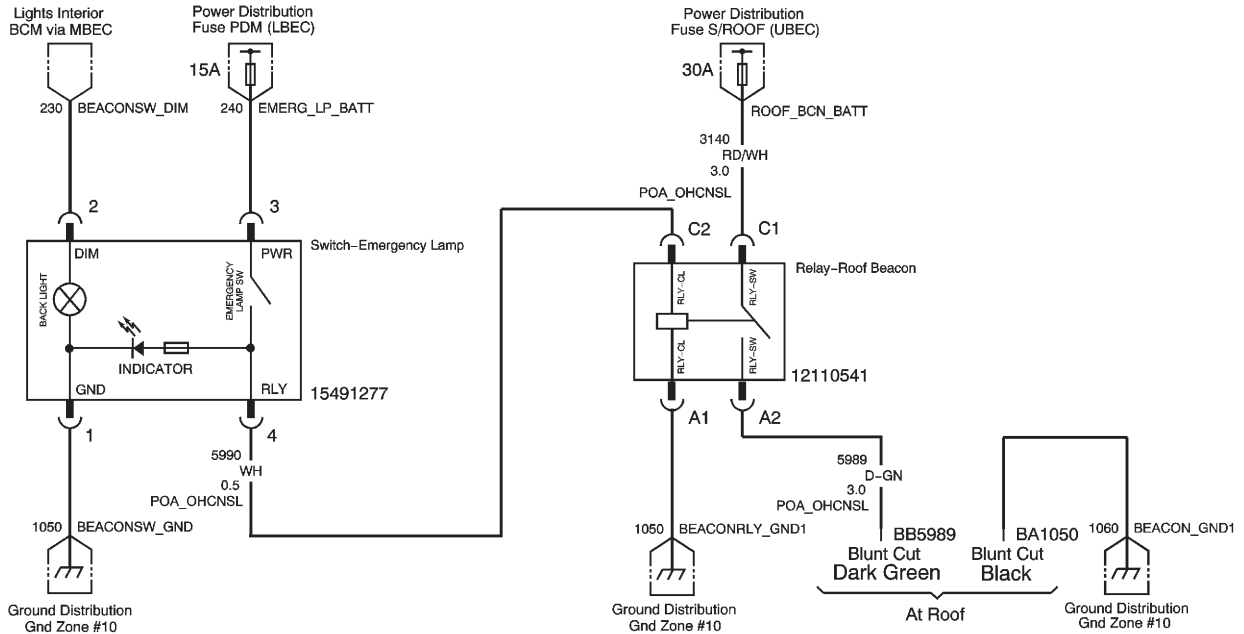 Lights Interior
BCM via MBEC
Power Distribution
Fuse PDM (LBEC)
Power Distribution
Fuse S/ROOF (UBEC)
15A
30A
230
BEACONSW_DIM
240
EMERG_LP_BATT
ROOF_BCN_BATT
3140
RD/WH
3.0
POA_OHCNSL
2
3
C2
C1
Switch–Emergency Lamp
Relay–Roof Beacon
DIM
PWR
BACK LIGHT
EMERGENCY
LAMP SW
RLY–CL
RLY–SW
INDICATOR
RLY–CL
RLY–SW
GND
RLY
15491277
12110541
1
4
A1
A2
5990
WH
0.5
POA_OHCNSL
5989
D–GN
3.0
POA_OHCNSL
1050
BEACONSW_GND
1050
BEACONRLY_GND1
BB5989
Blunt Cut
Dark Green
BA1050
Blunt Cut
Black
1060
BEACON_GND1
At Roof
Ground Distribution
Gnd Zone #10
Ground Distribution
Gnd Zone #10
Ground Distribution
Gnd Zone #10